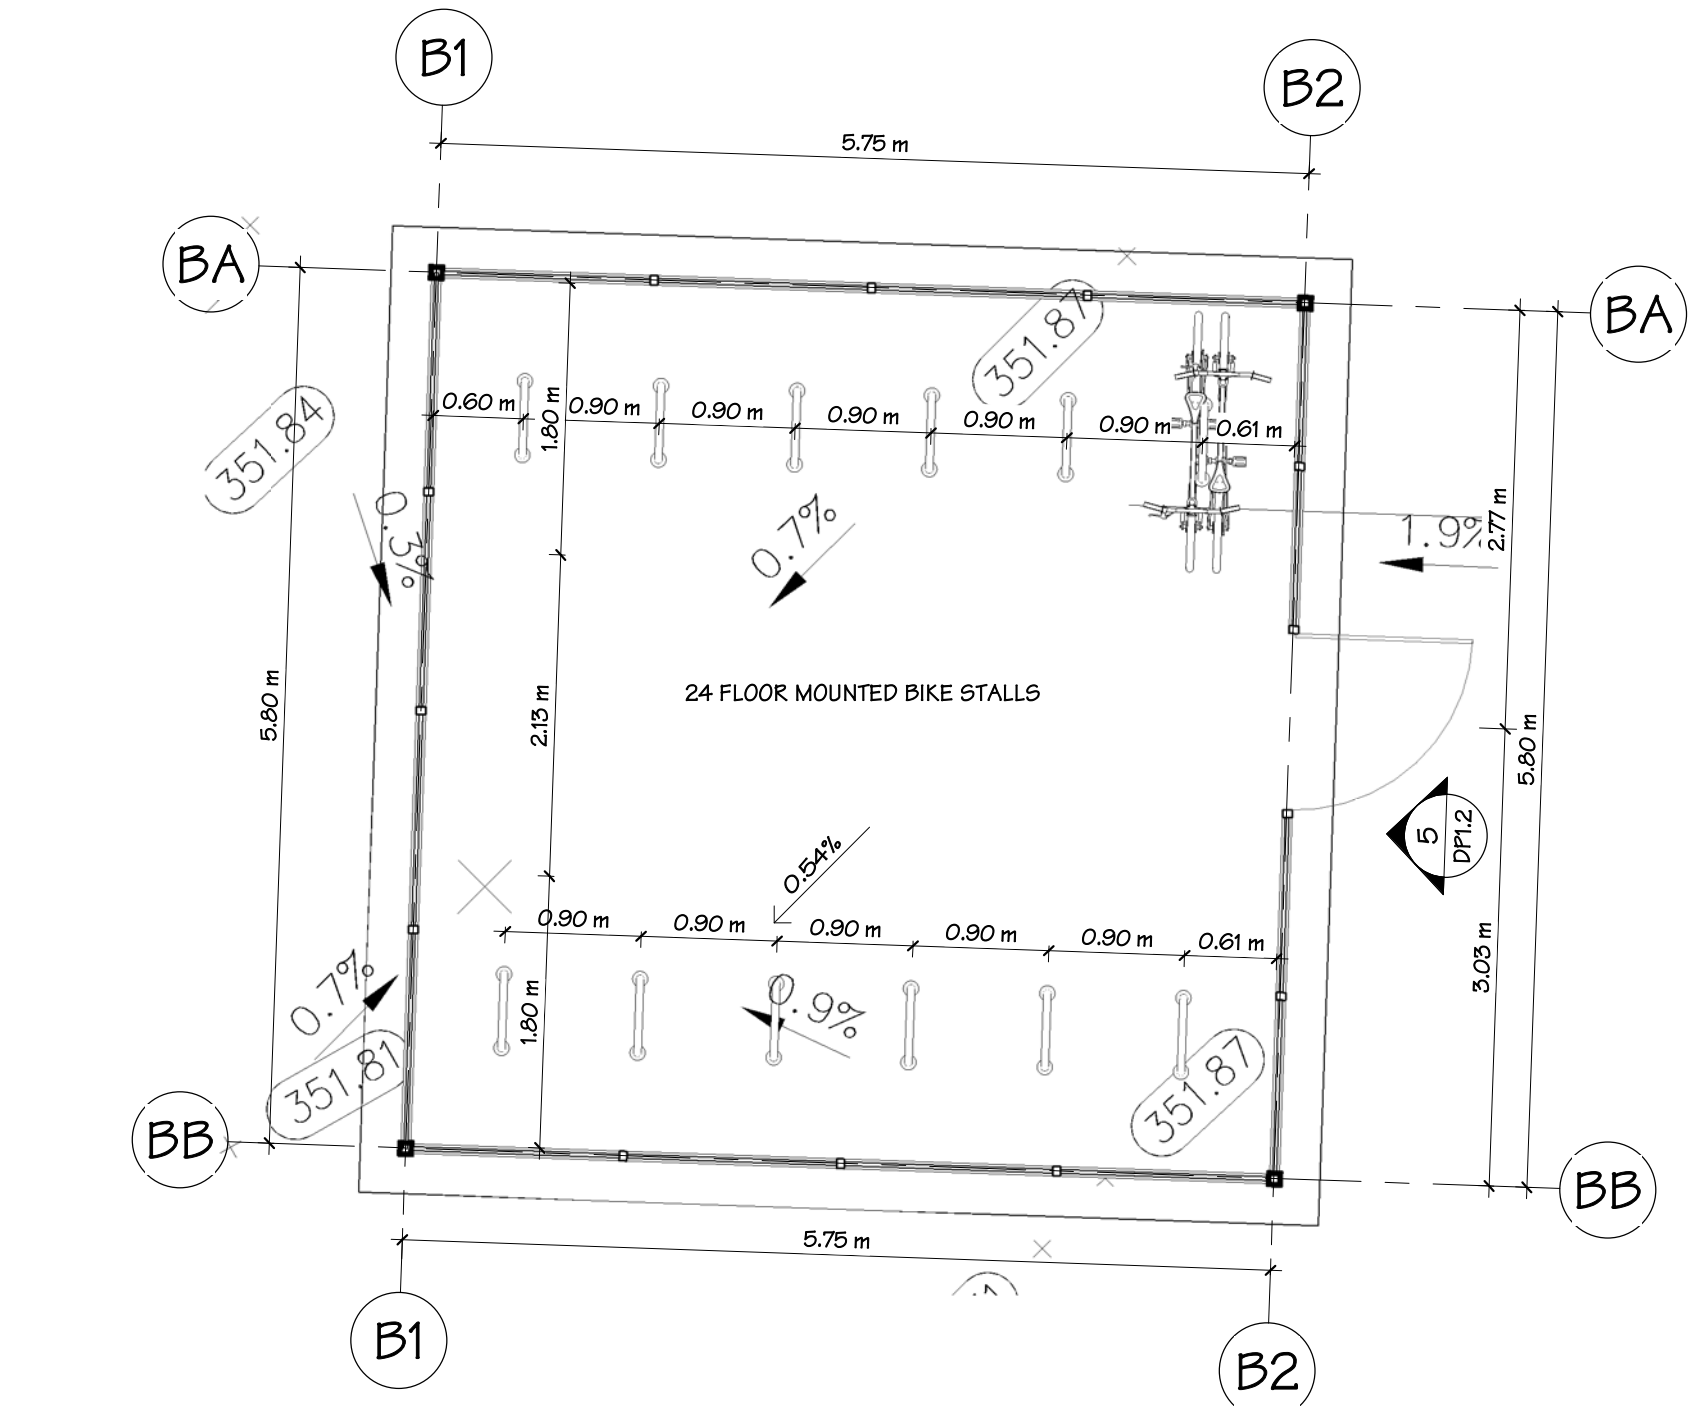 B1
B2
5.75 m
BA
BA
351.87
351.84
0.60 m
0.90 m
0.90 m
0.90 m
0.90 m
0.90 m
0.61 m
1.80 m
0.3%
0.7%
1.9%
2.77 m
5.80 m
2.13 m
24 FLOOR MOUNTED BIKE STALLS
5.80 m
0.54%
5
DP1.2
0.90 m
0.90 m
0.90 m
0.90 m
0.90 m
0.61 m
3.03 m
0.7%
1.80 m
0.9%
351.81
351.87
BB
BB
5.75 m
B1
B2